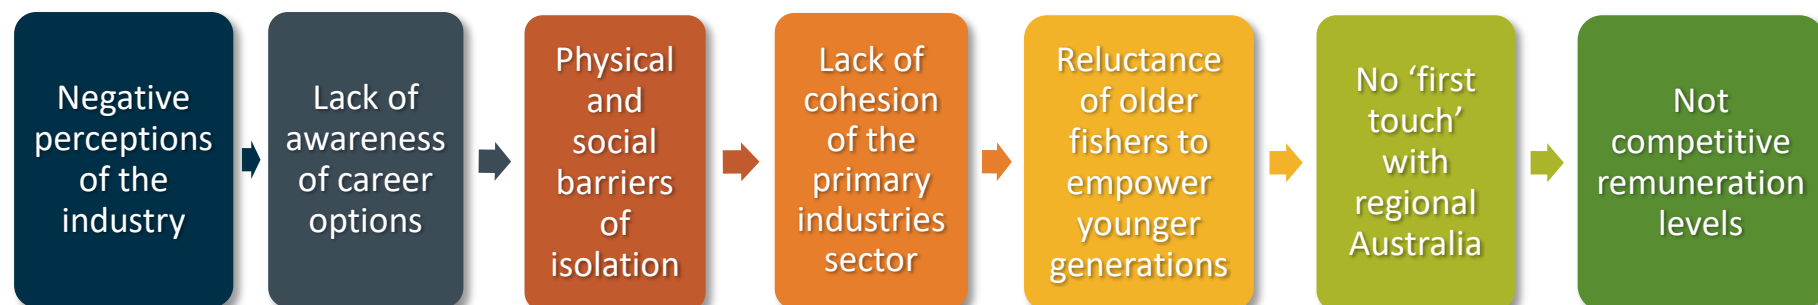 Negative
perceptions
of the
industry
Lack of
awareness
of career
options
Physical
and
social
barriers
of
isolation
Lack of
cohesion
of the
primary
industries
sector
Reluctance
of older
fishers to
empower
younger
generations
No ‘first
touch’
with
regional
Australia
Not
competitive
remuneration
levels